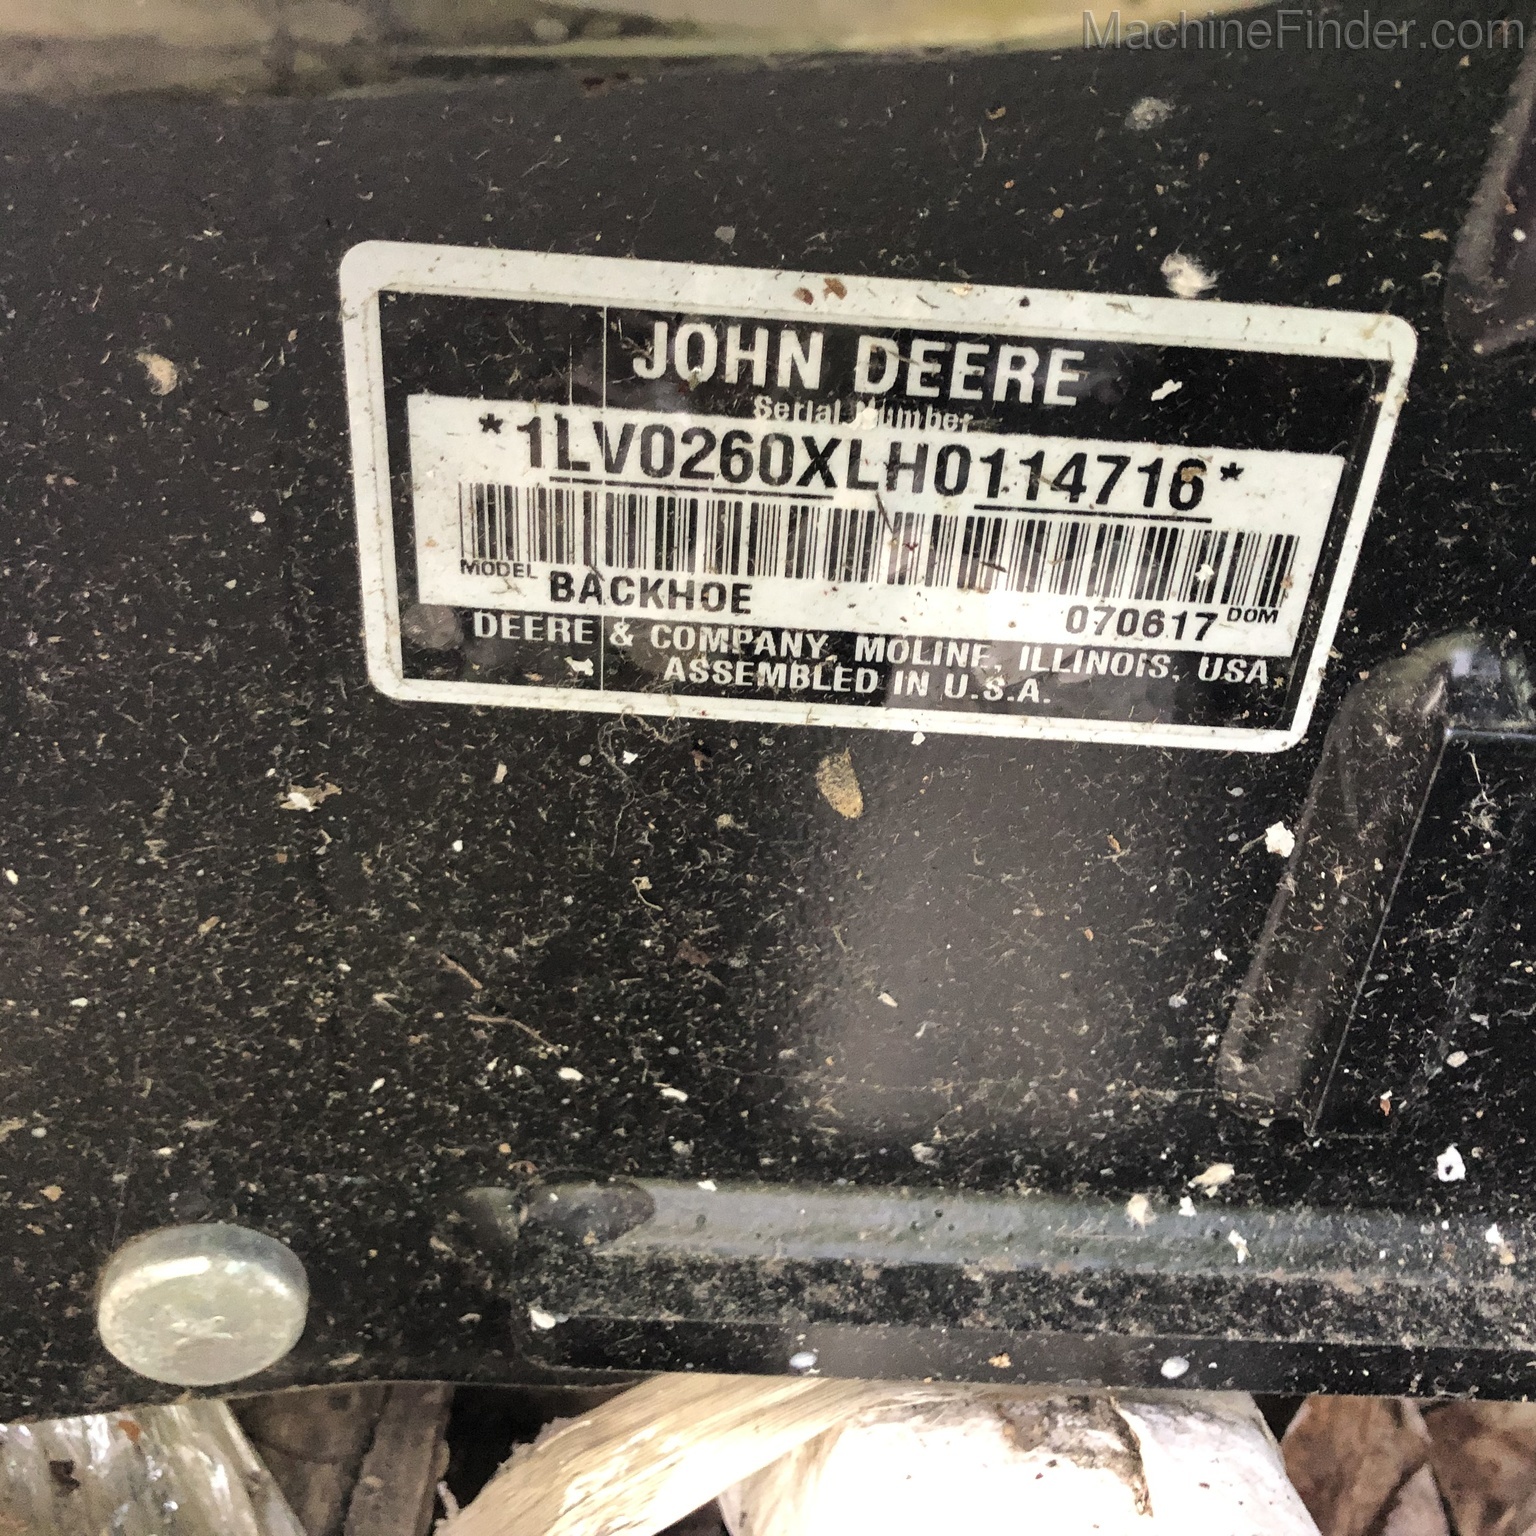 MachineFinder.com
JOHN DEERE
Serial Number
*1LV0260XLH0114716*
MODEL BACKHOE 070617 DOM
DEERE & COMPANY, MOLINE, ILLINOIS, USA
ASSEMBLED IN U.S.A.